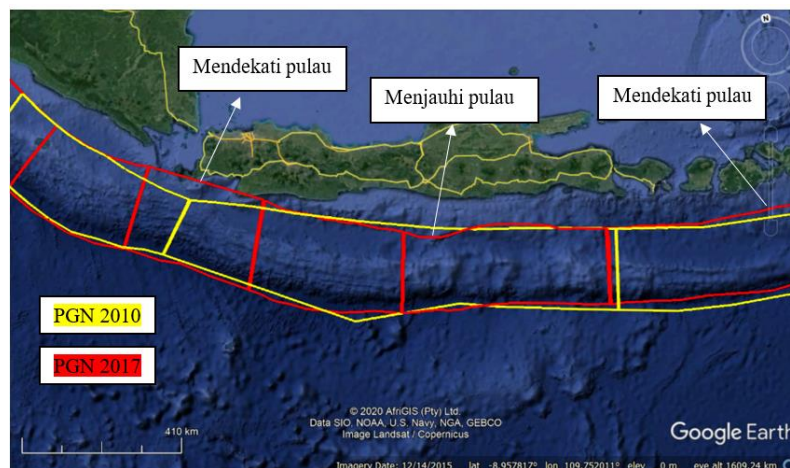 N
Mendekati pulau
Menjauhi pulau
Mendekati pulau
PGN 2010
PGN 2017
© 2020 AfriGIS (Pty) Ltd.
Data SIO, NOAA, U.S. Navy, NGA, GEBCO
Image Landsat / Copernicus
410 km
Google Earth
Imagery Date: 12/14/2015 lat -8.957817° lon 109.752011° elev 0 m eye alt 1609.24 km